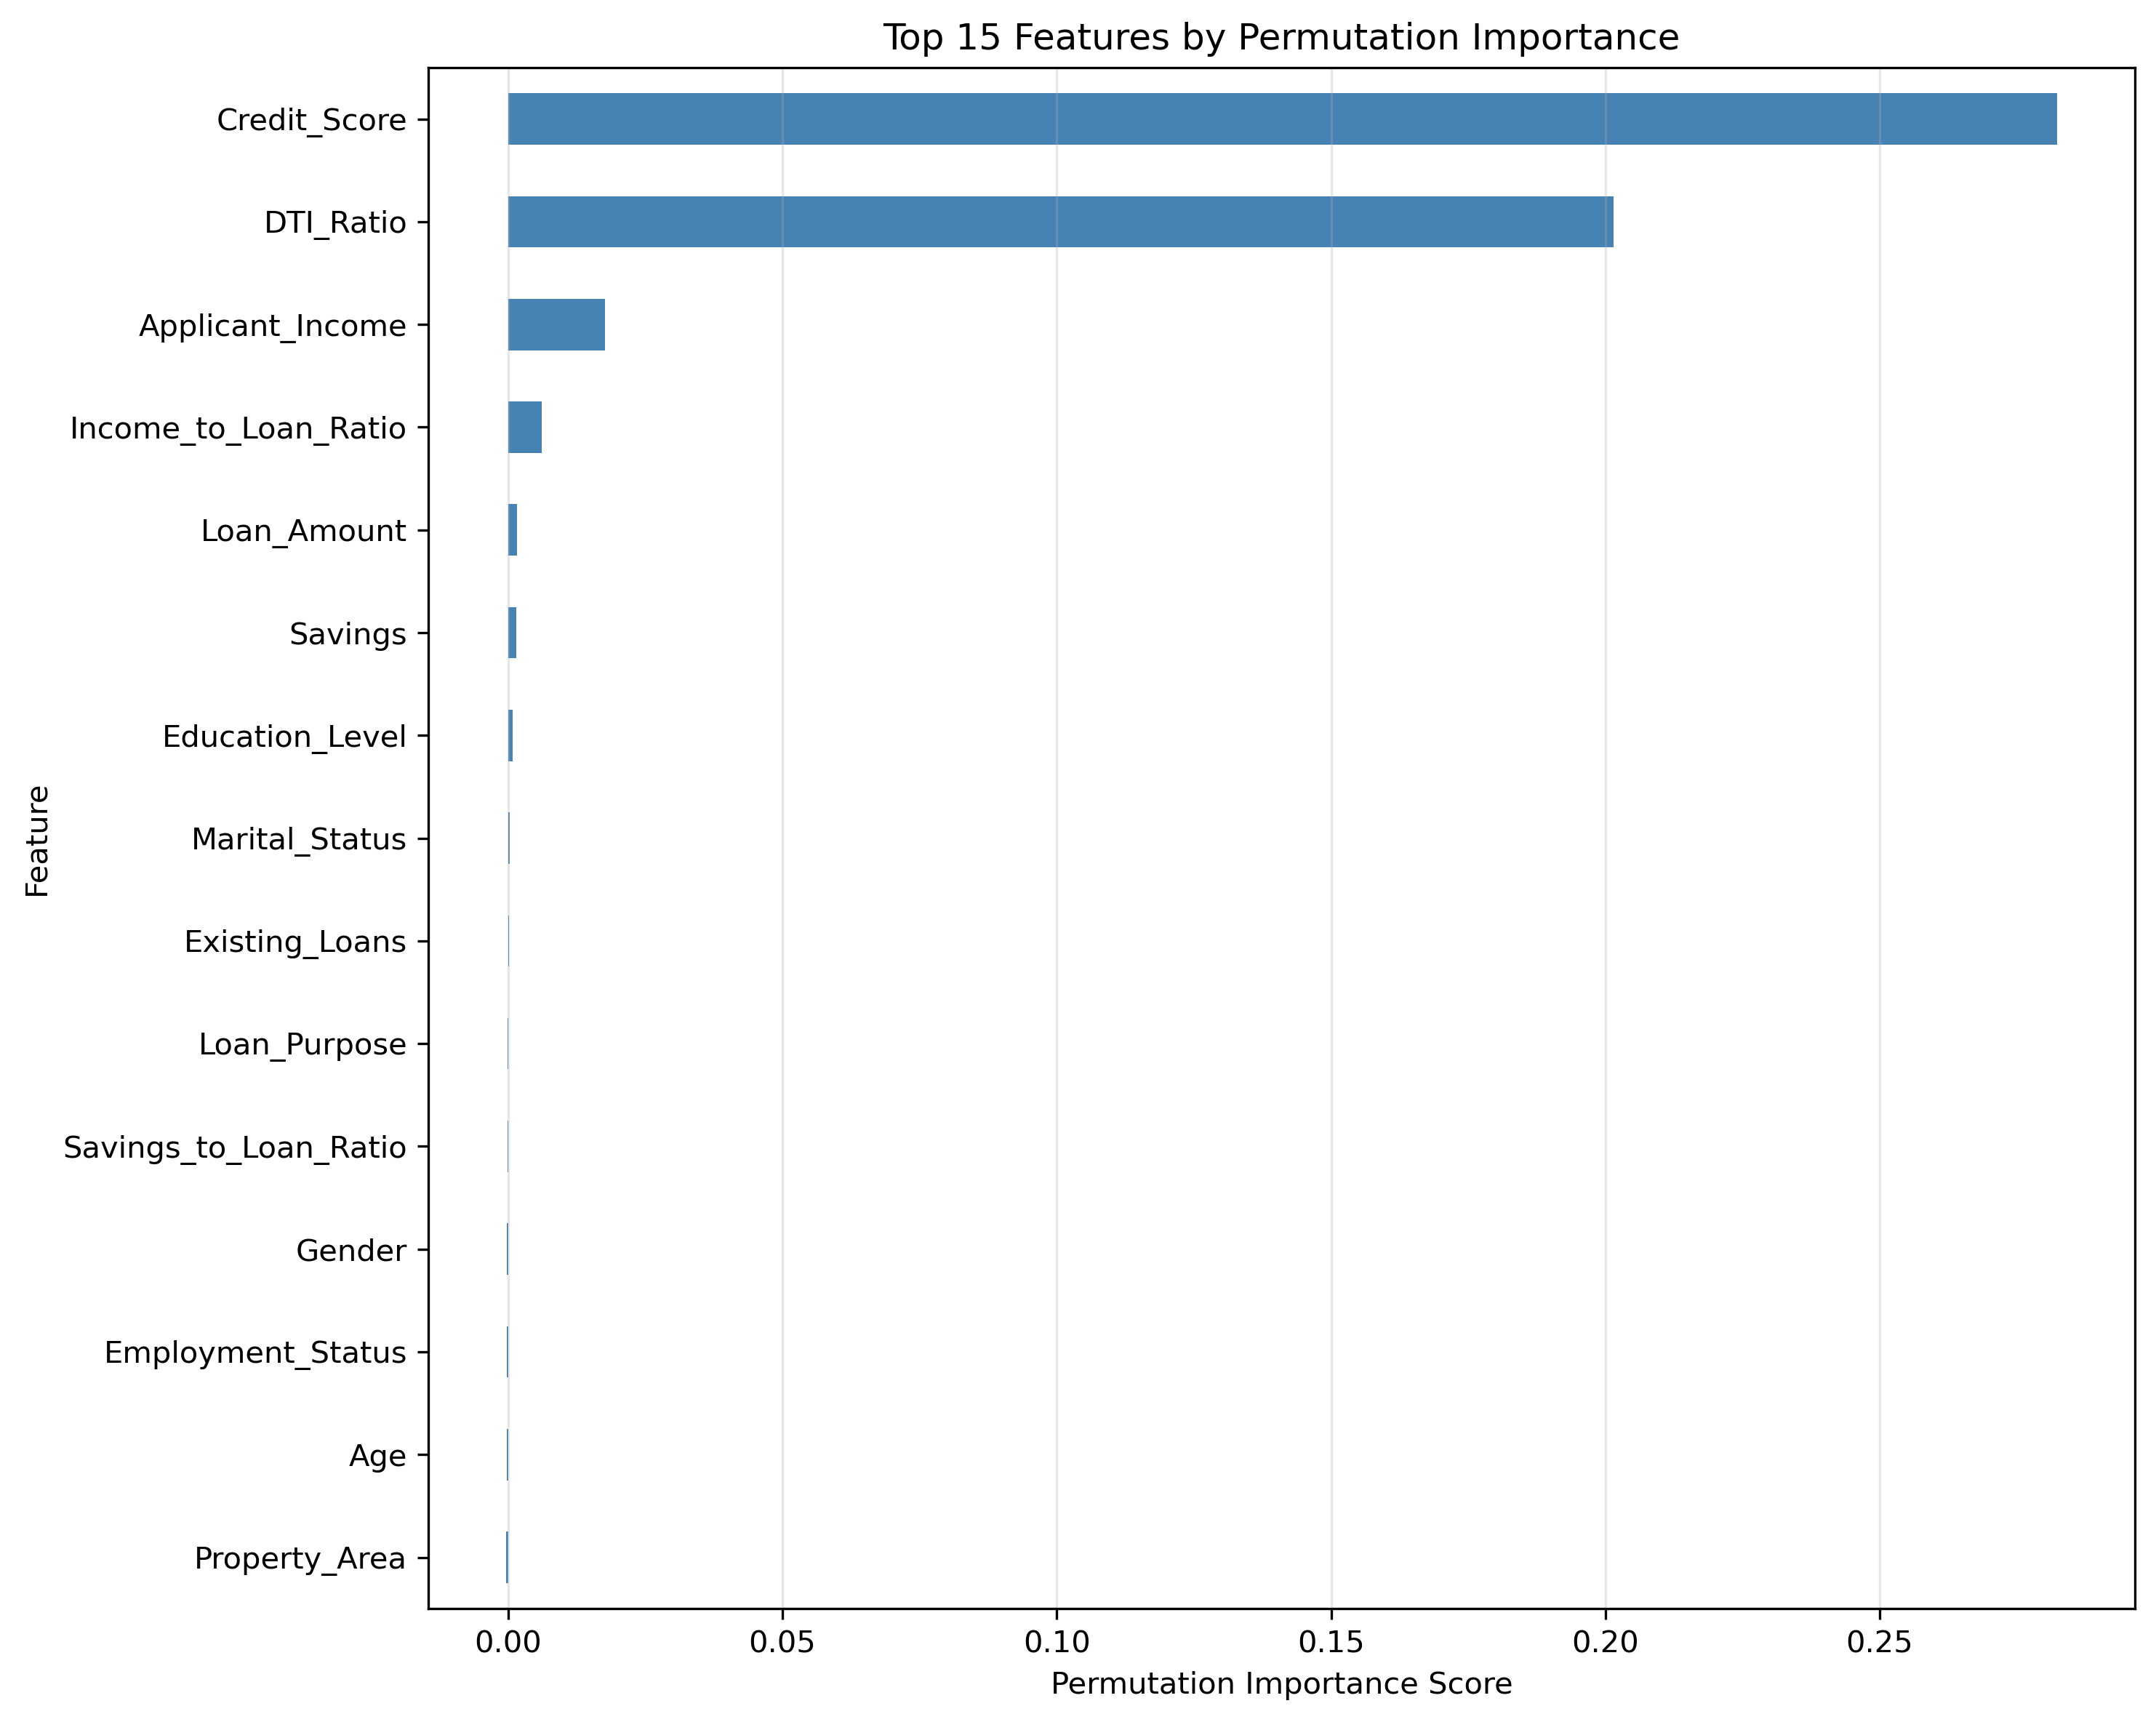 Top 15 Features by Permutation Importance
Credit_Score
DTI_Ratio
Applicant_Income
Income_to_Loan_Ratio
Loan_Amount
Savings
Education_Level
Marital_Status
Existing_Loans
Loan_Purpose
Savings_to_Loan_Ratio
Gender
Employment_Status
Age
Property_Area
Feature
0.00 0.05 0.10 0.15 0.20 0.25
Permutation Importance Score